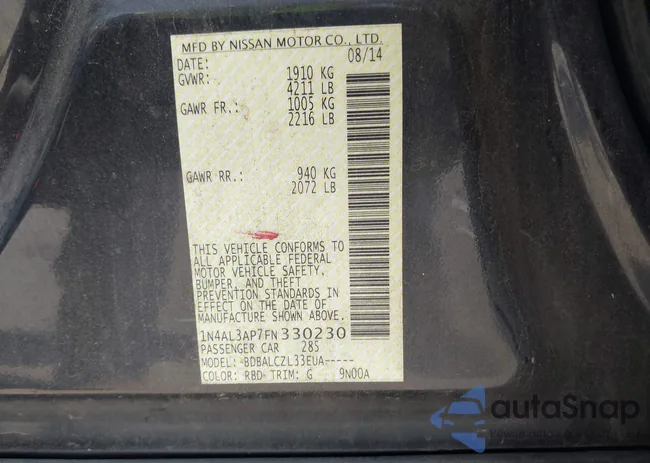 MFD BY NISSAN MOTOR CO., LTD.
DATE: 08/14
GVWR: 1910 KG
4211 LB
GAWR FR.: 1005 KG
2216 LB
GAWR RR.: 940 KG
2072 LB
THIS VEHICLE CONFORMS TO
ALL APPLICABLE FEDERAL
MOTOR VEHICLE SAFETY,
BUMPER, AND THEFT
PREVENTION STANDARDS IN
EFFECT ON THE DATE OF
MANUFACTURE SHOWN ABOVE.
1N4AL3AP7FN330230
PASSENGER CAR 285
MODEL: BDBALCZL33EUA-----
COLOR: RBD TRIM: G 9N00A
autaSnap